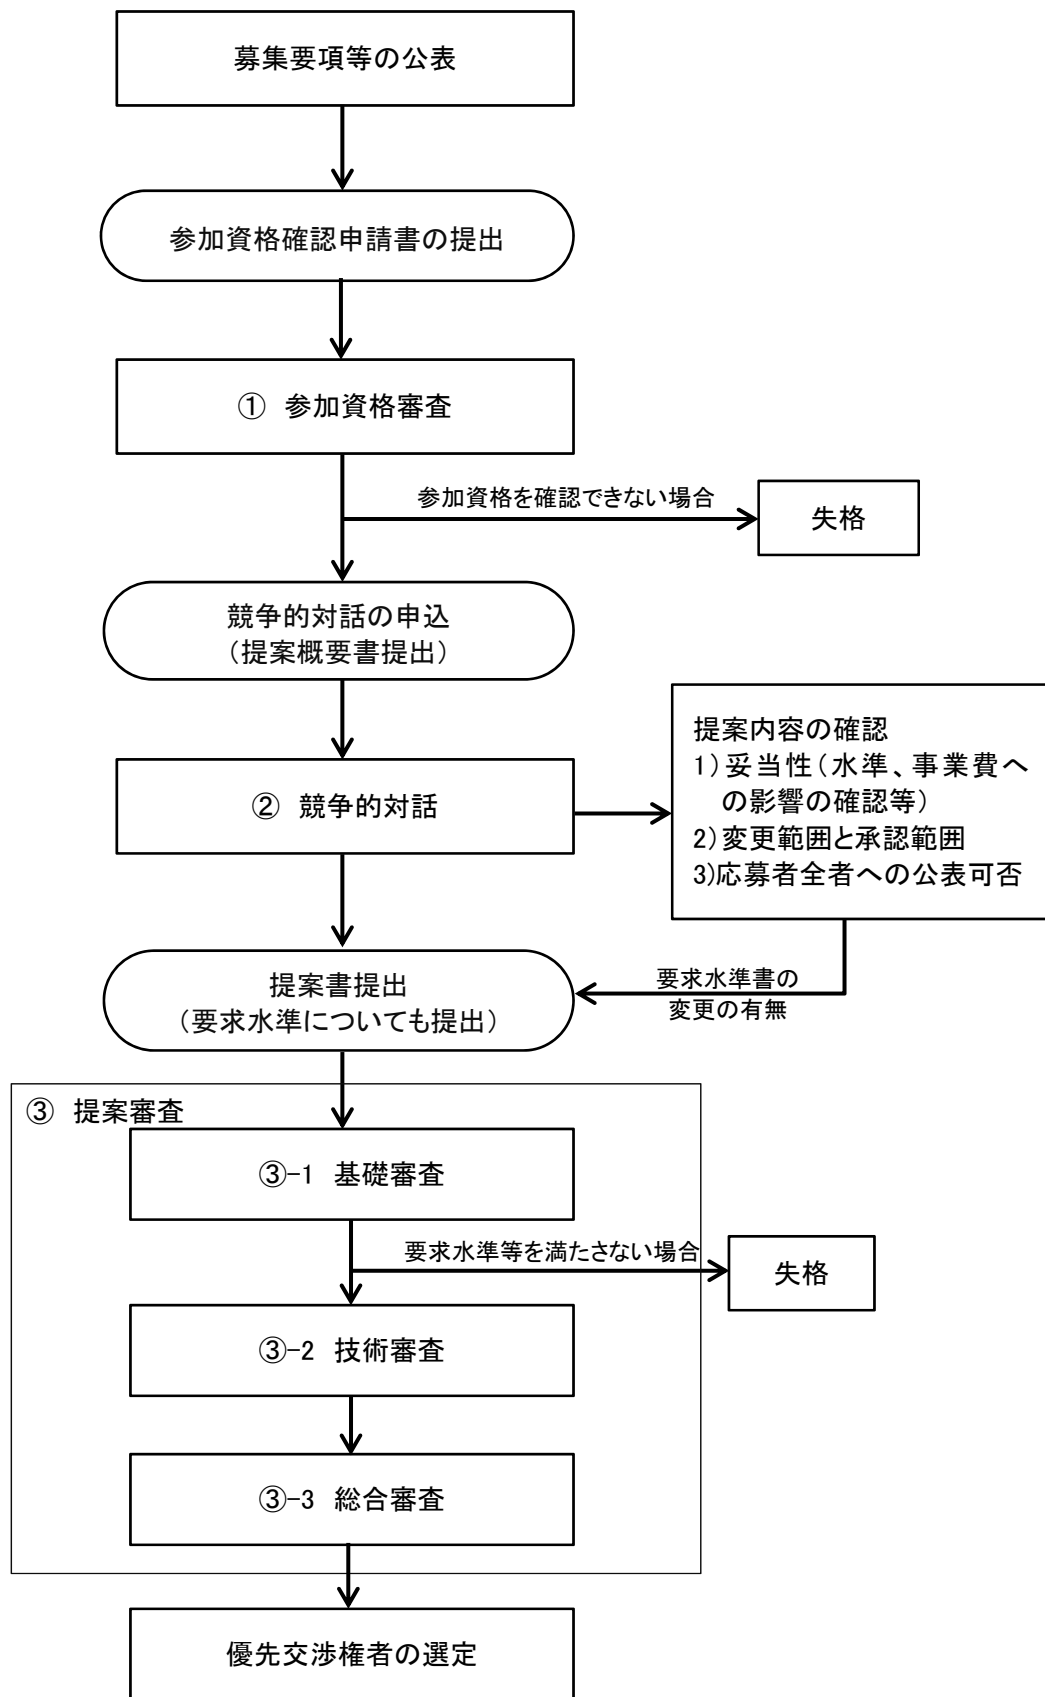 募集要項等の公表
参加資格確認申請書の提出
① 参加資格審査
参加資格を確認できない場合
失格
競争的対話の申込
（提案概要書提出）
② 競争的対話
提案内容の確認
1)妥当性（水準、事業費へ
の影響の確認等）
2)変更範囲と承認範囲
3)応募者全者への公表可否
提案書提出
（要求水準についても提出）
要求水準書の
変更の有無
③ 提案審査
③-1 基礎審査
要求水準等を満たさない場合
失格
③-2 技術審査
③-3 総合審査
優先交渉権者の選定